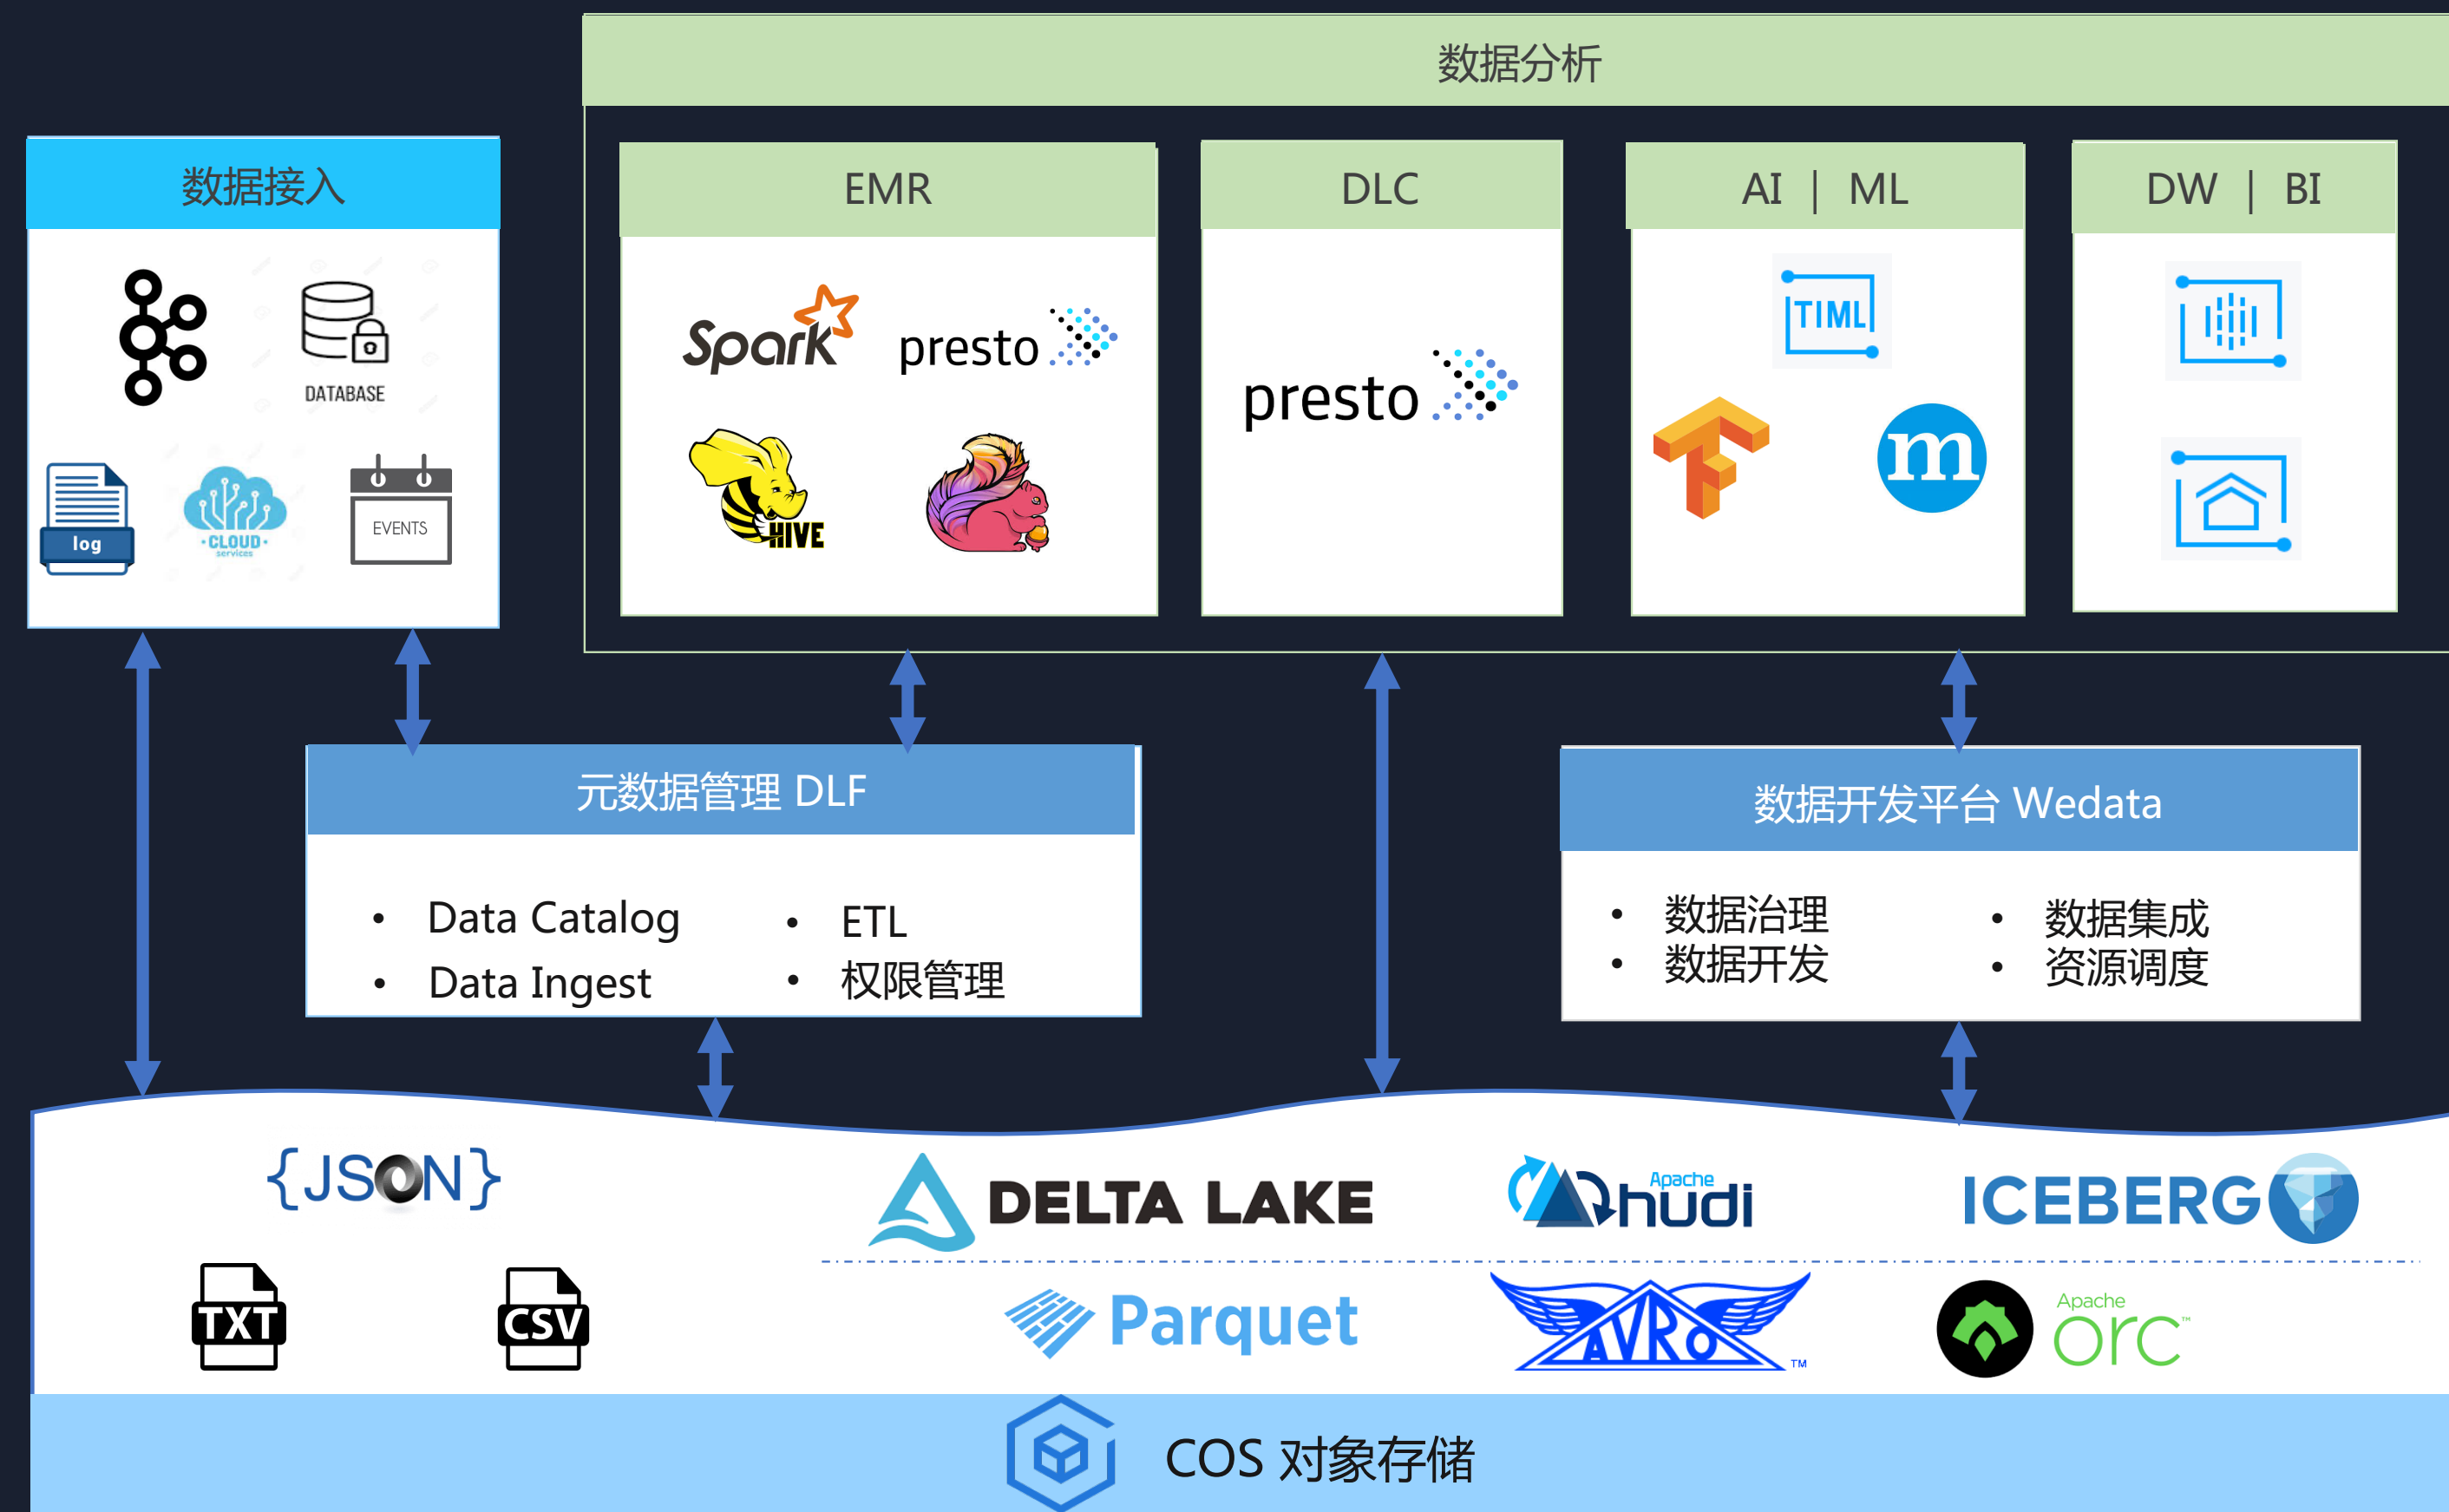 数据分析
数据接入
EMR
DLC
AI | ML
DW | BI
DATABASE
log
CLOUD
services
EVENTS
Spark
presto
HIVE
presto
TIML
m
元数据管理 DLF
• Data Catalog
• Data Ingest
• ETL
• 权限管理
数据开发平台 Wedata
• 数据治理
• 数据开发
• 数据集成
• 资源调度
{JSON}
TXT
CSV
DELTA LAKE
Apache
hudi
ICEBERG
Parquet
AVRO TM
Apache
orc™
COS 对象存储